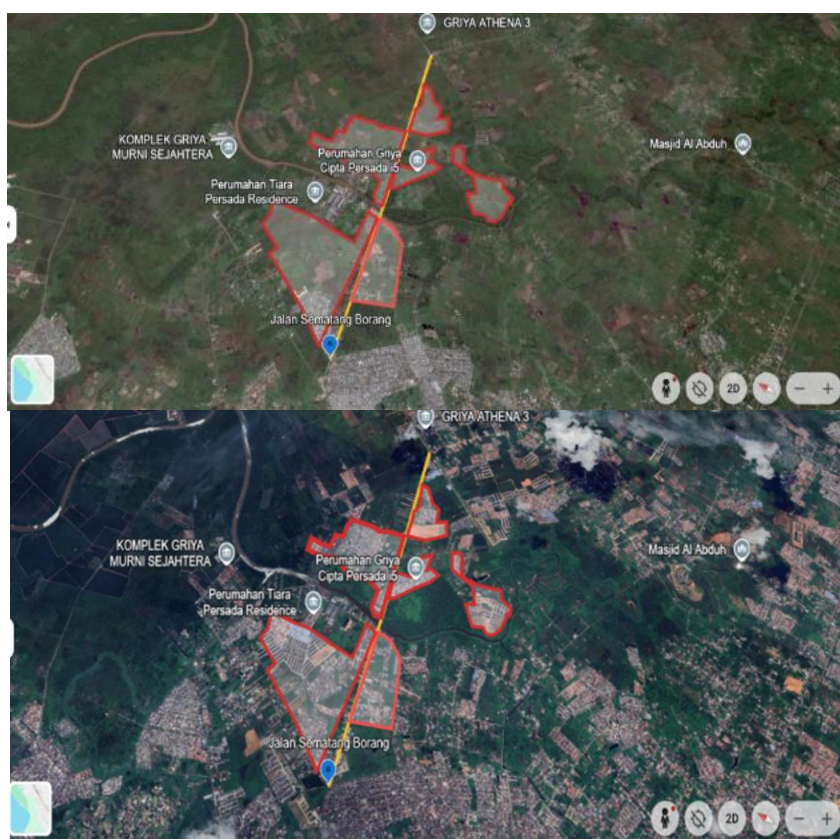 GRIYA ATHENA 3
KOMPLEK GRIYA
MURNI SEJAHTERA
Perumahan Griya
Cipta Persada 5
Masjid Al Abduh
Perumahan Tiara
Persada Residence
Jalan Sematang Borang
2D
GRIYA ATHENA 3
KOMPLEK GRIYA
MURNI SEJAHTERA
Perumahan Griya
Cipta Persada 5
Masjid Al Abduh
Perumahan Tiara
Persada Residence
Jalan Sematang Borang
2D